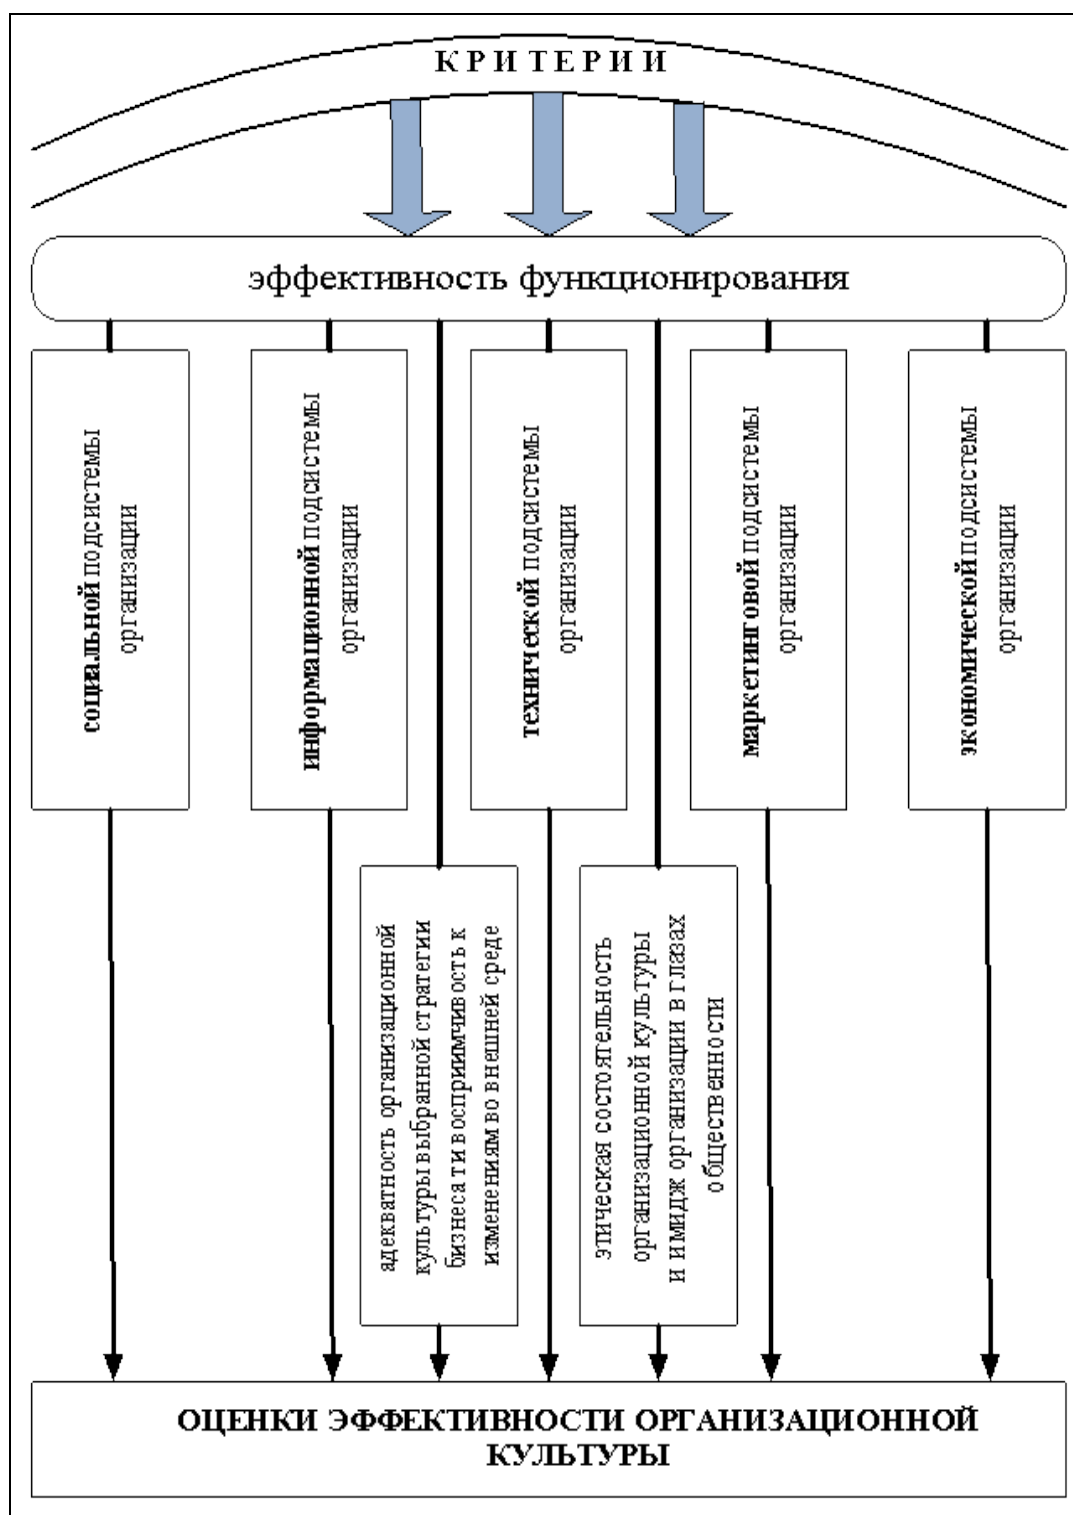 КРИТЕРИИ
эффективность функционирования
социальной подсистемы
организации
информационной подсистемы
организации
технической подсистемы
организации
маркетинговой подсистемы
организации
экономической подсистемы
организации
адекватность организационной
культуры выбранной стратегии
бизнеса ти восприимчивость к
изменениям во внешней среде
этическая состоятельность
организационной культуры
и имидж организации в глазах
общественности
ОЦЕНКИ ЭФФЕКТИВНОСТИ ОРГАНИЗАЦИОННОЙ
КУЛЬТУРЫ